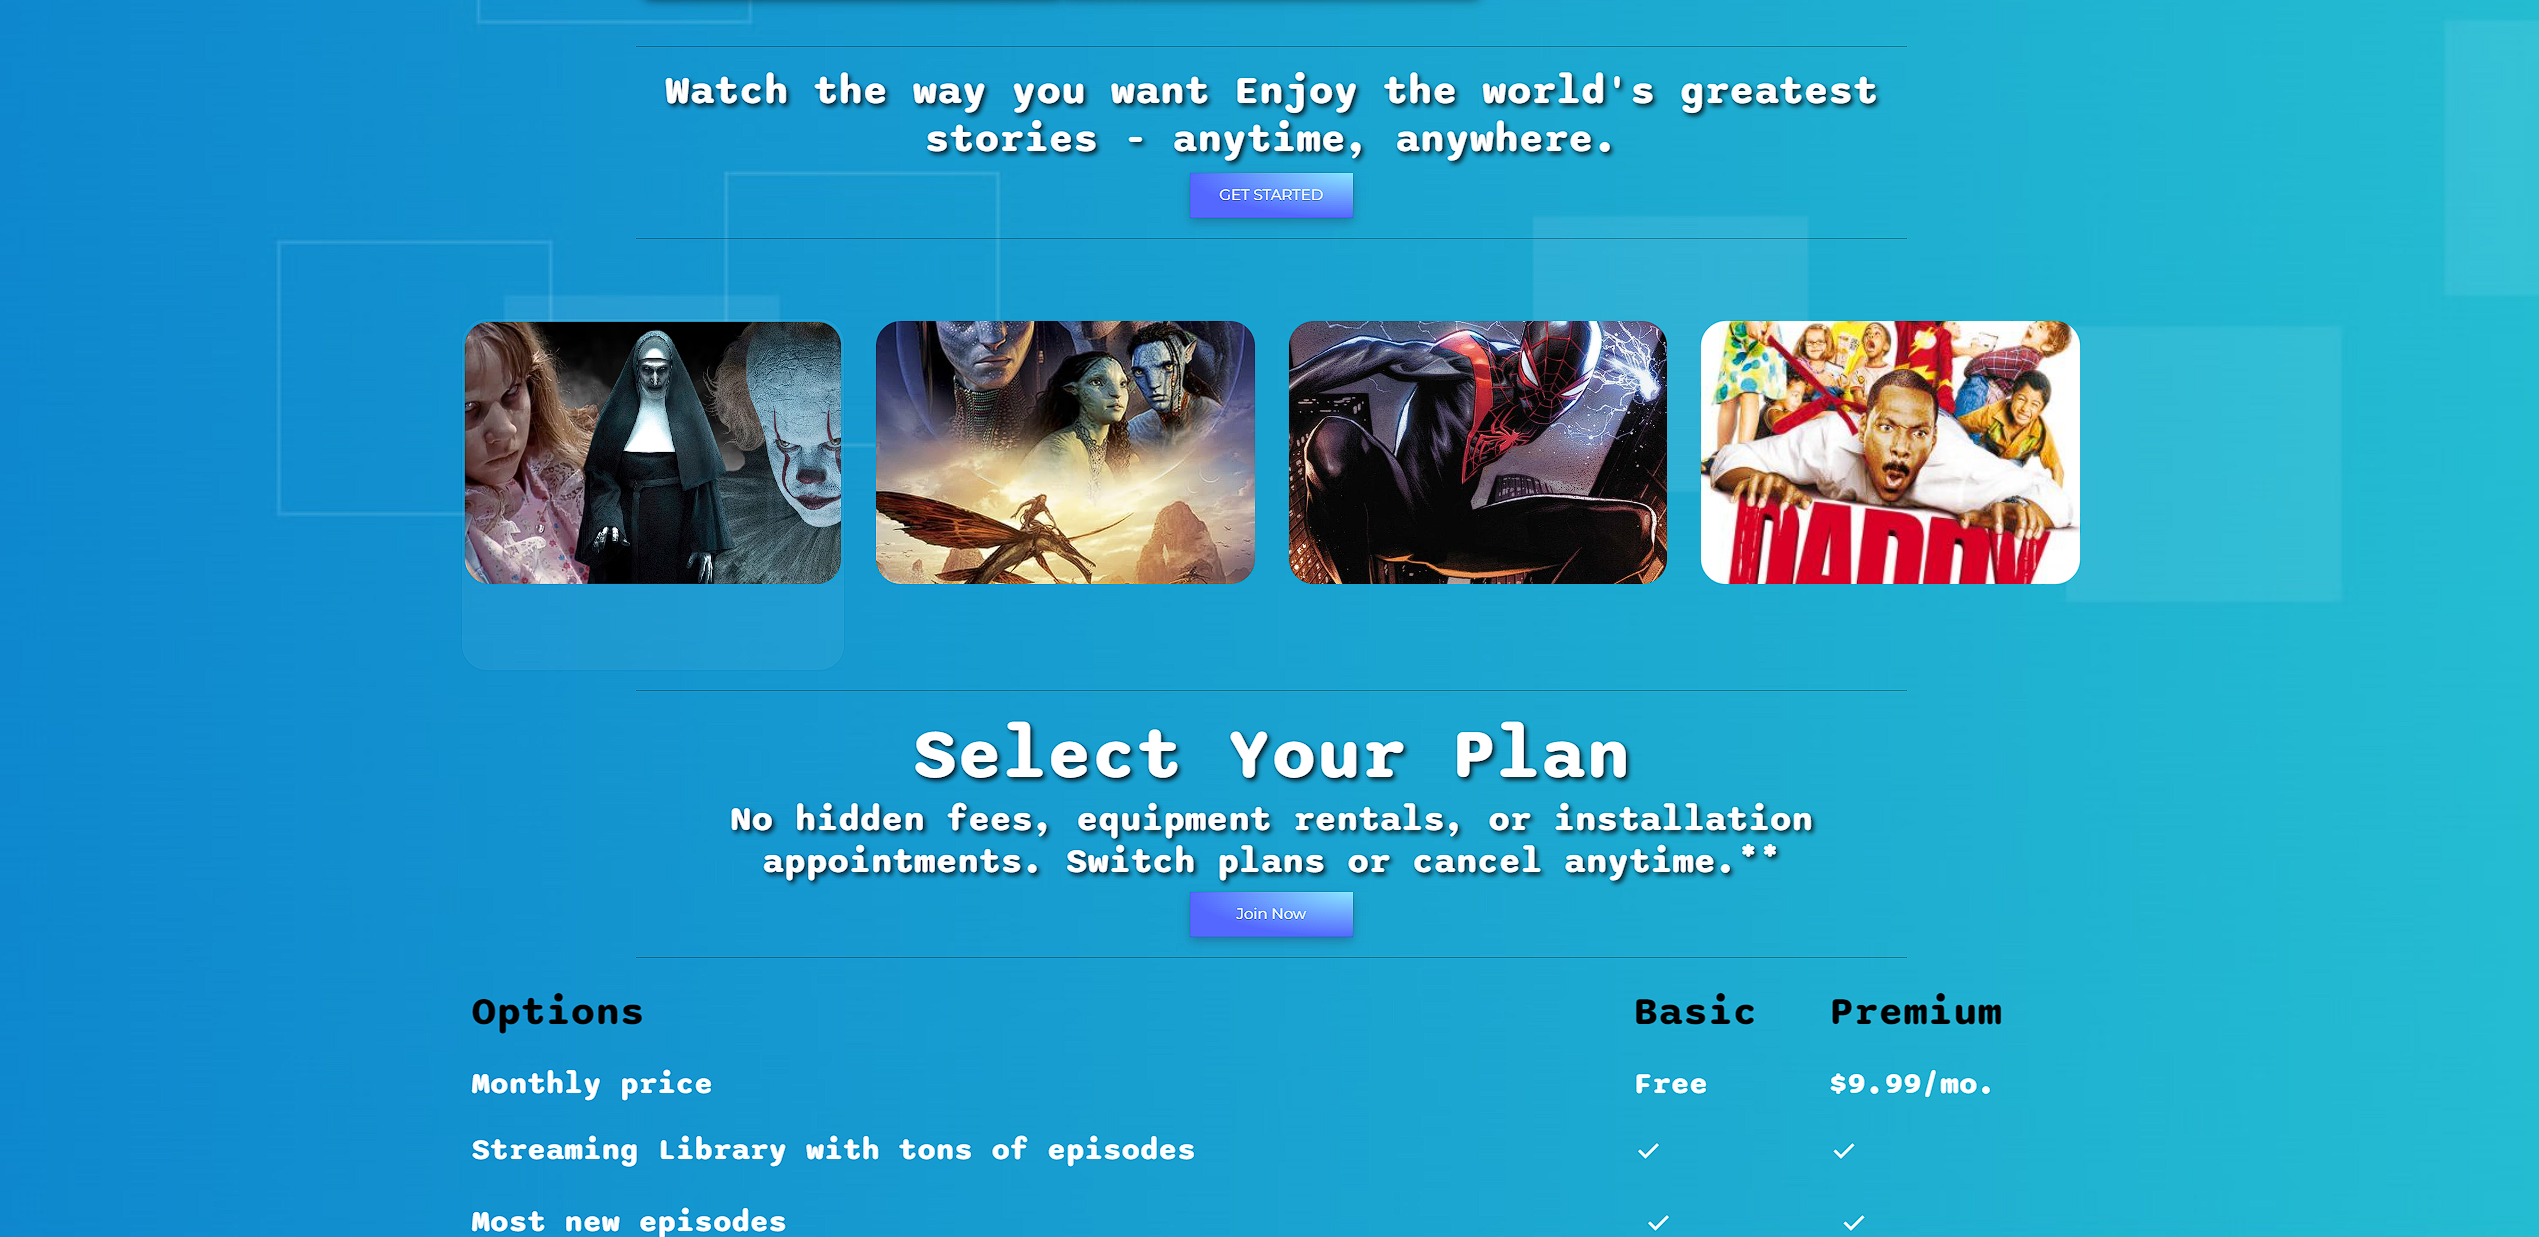 Watch the way you want Enjoy the world's greatest
stories - anytime, anywhere.
GET STARTED
DADDY
Select Your Plan
No hidden fees, equipment rentals, or installation
appointments. Switch plans or cancel anytime.**
Join Now
Options Basic Premium
Monthly price Free $9.99/mo.
Streaming Library with tons of episodes ✓ ✓
Most new episodes ✓ ✓